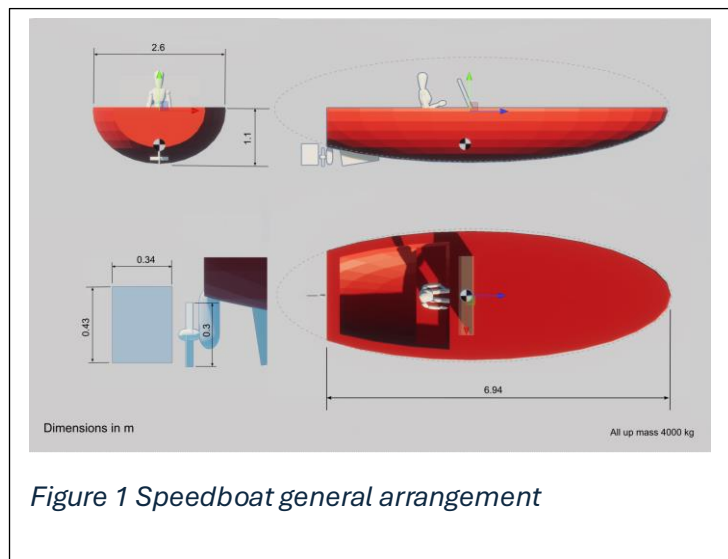 2.6
1.1
0.34
0.43
0.3
6.94
Dimensions in m
All up mass 4000 kg
Figure 1 Speedboat general arrangement